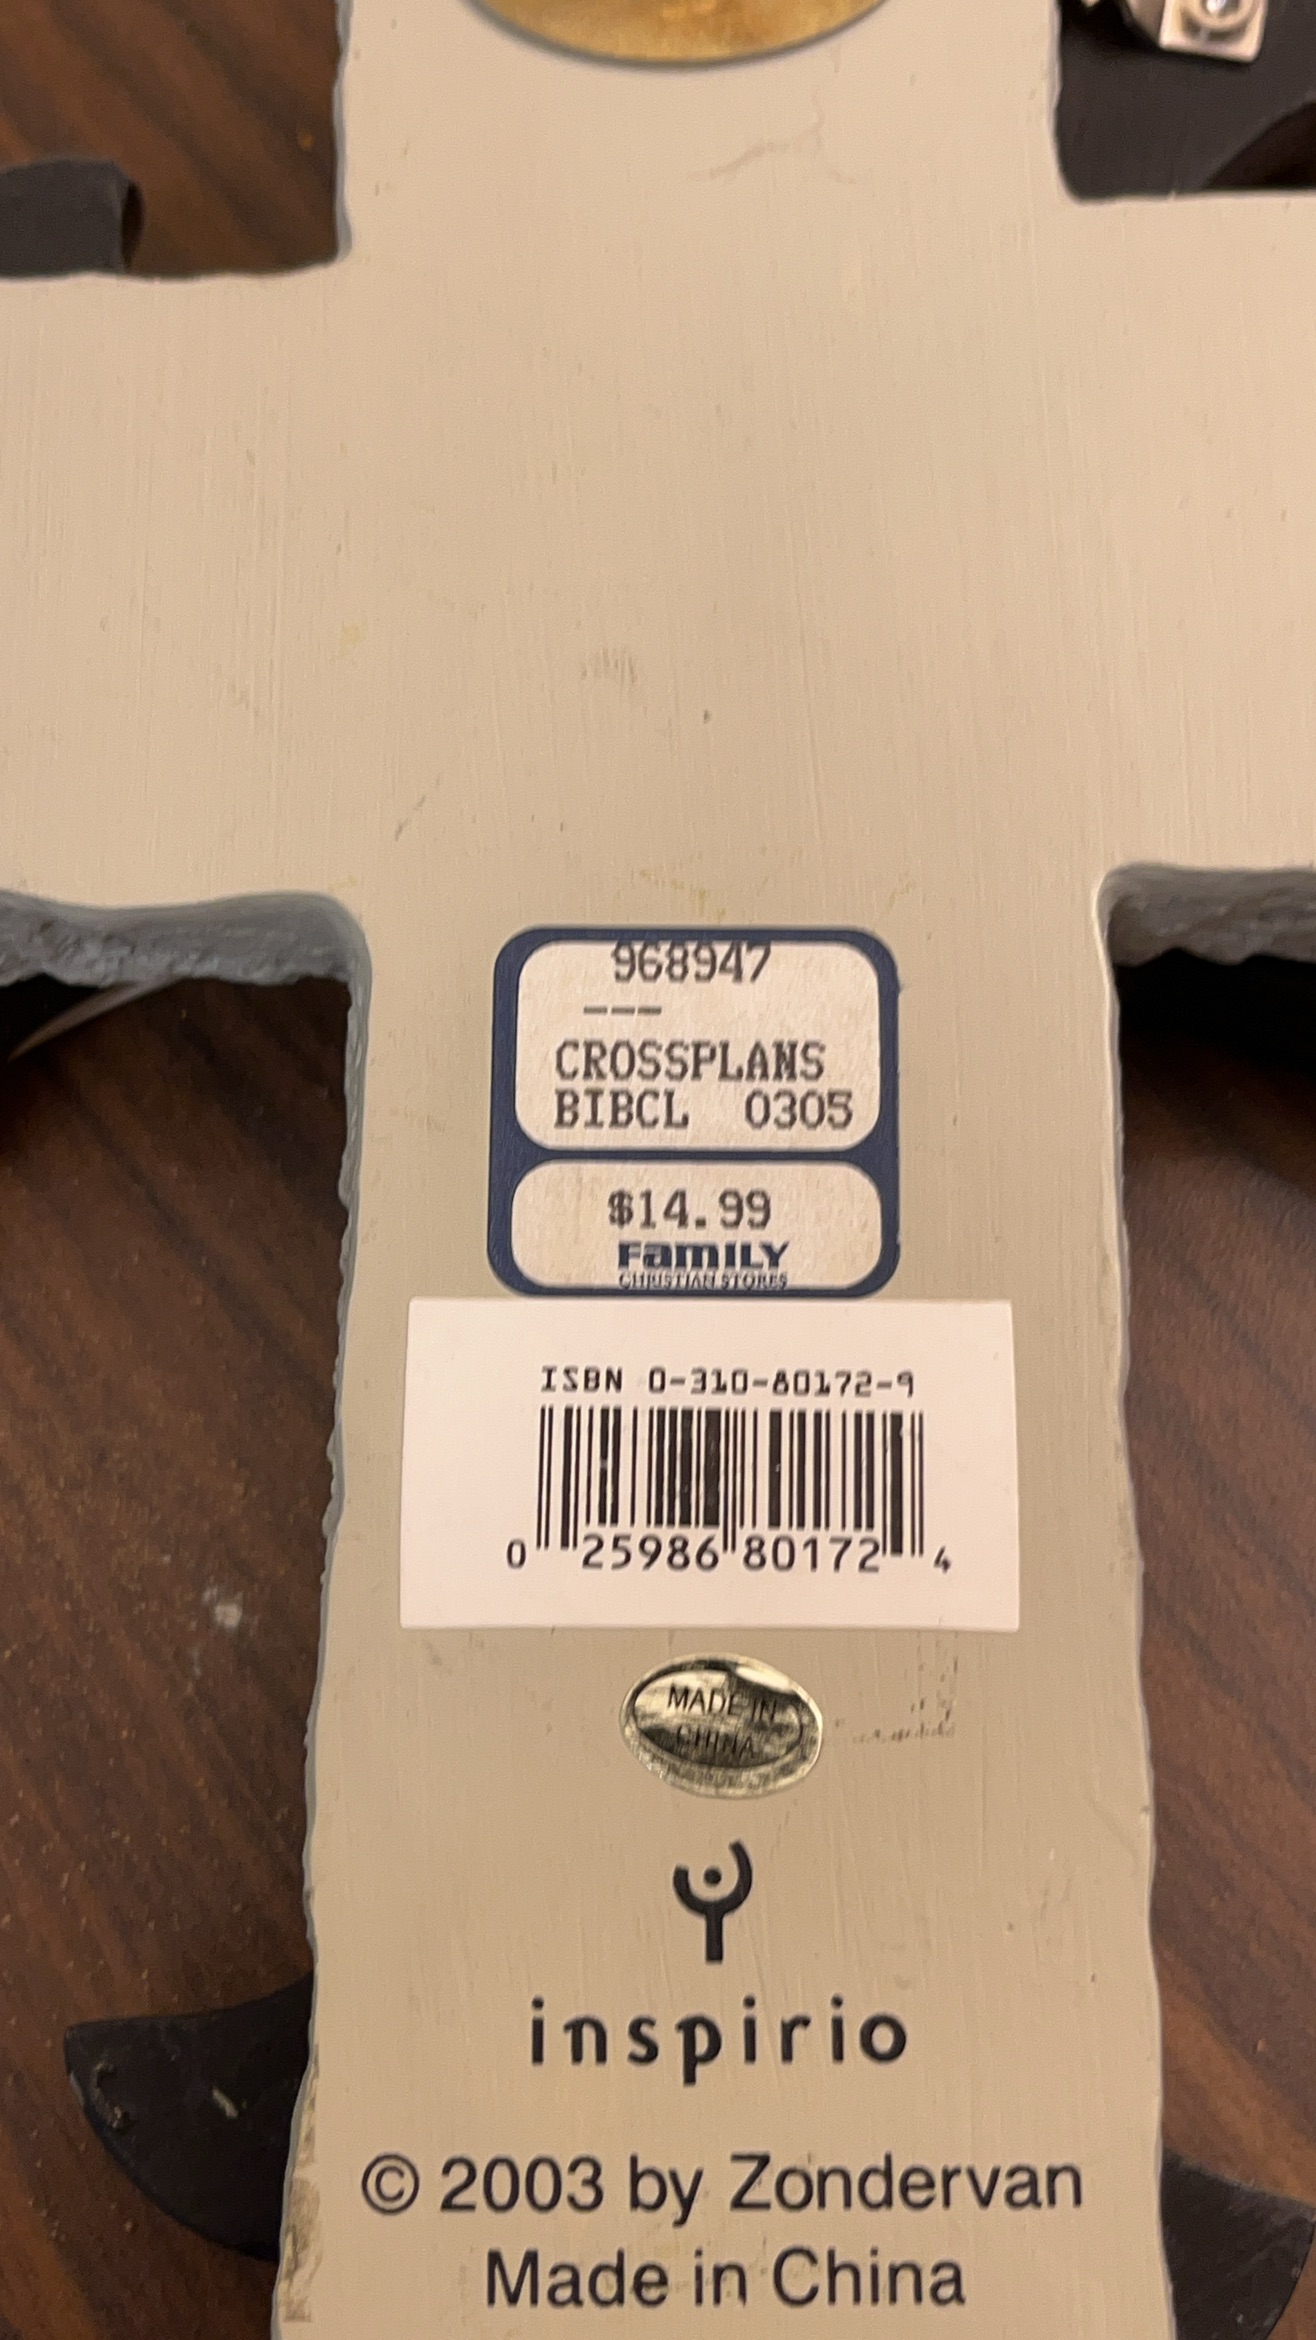 968947
---
CROSSPLANS
BIBCL 0305
$14.99
FamILY
CHRISTIAN STORES
ISBN 0-310-80172-9
0 25986 80172 4
MADE IN
CHINA
inspirio
© 2003 by Zondervan
Made in China